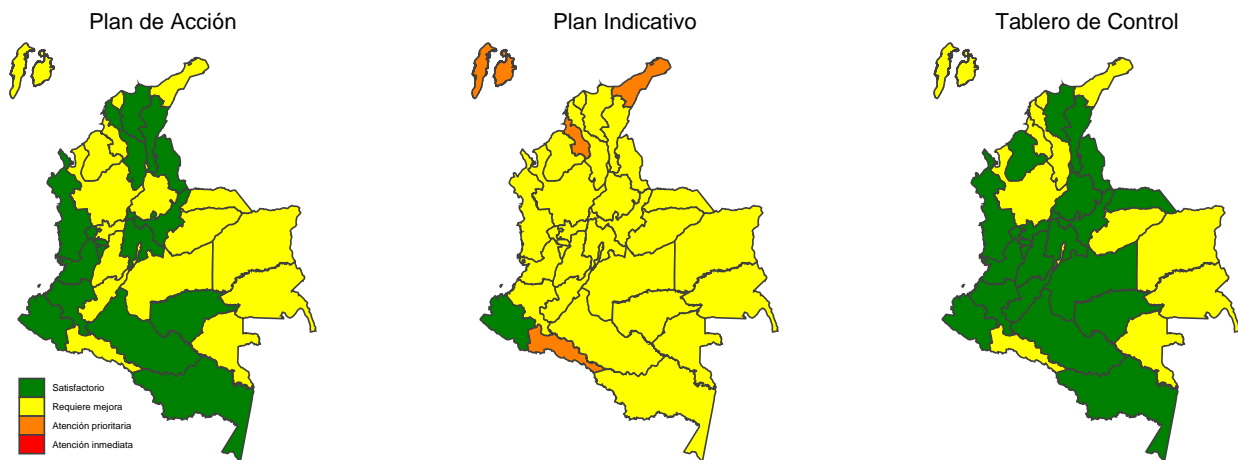 Plan de Acción
Plan Indicativo
Tablero de Control
Satisfactorio
Requiere mejora
Atención prioritaria
Atención inmediata